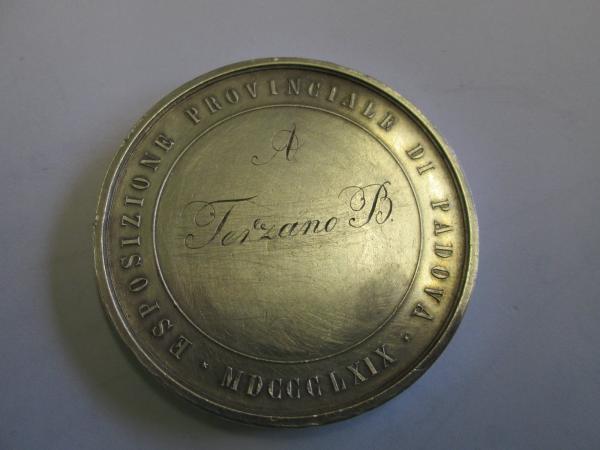 ESPOSIZIONE PROVINCIALE DI PADOVA
A
Terzano B.
* MDCCCLXIX *